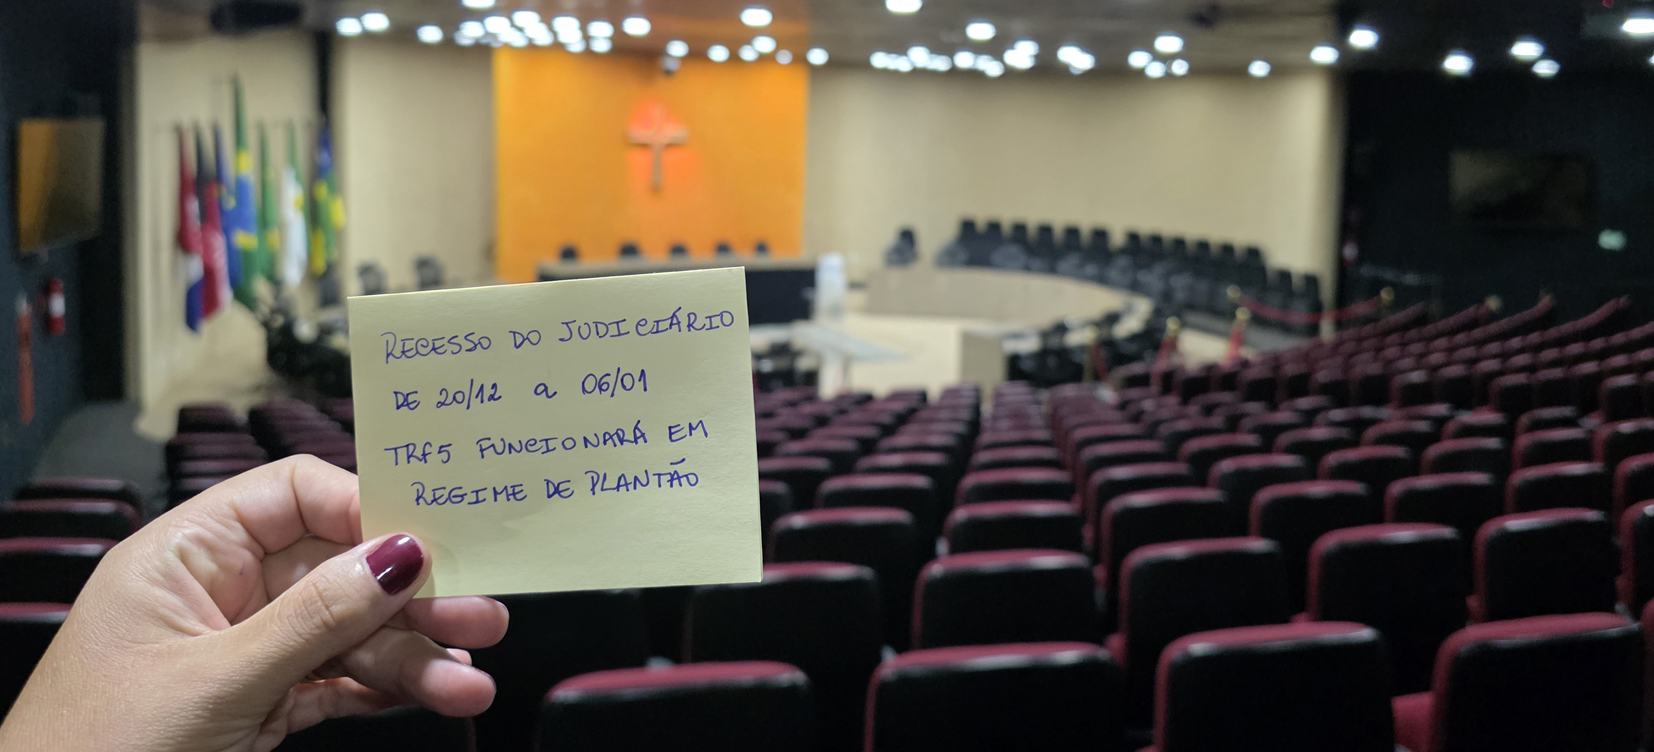 RECESSO DO JUDICIÁRIO
DE 20/12 a 06/01
TRF5 FUNCIONARÁ EM
REGIME DE PLANTÃO